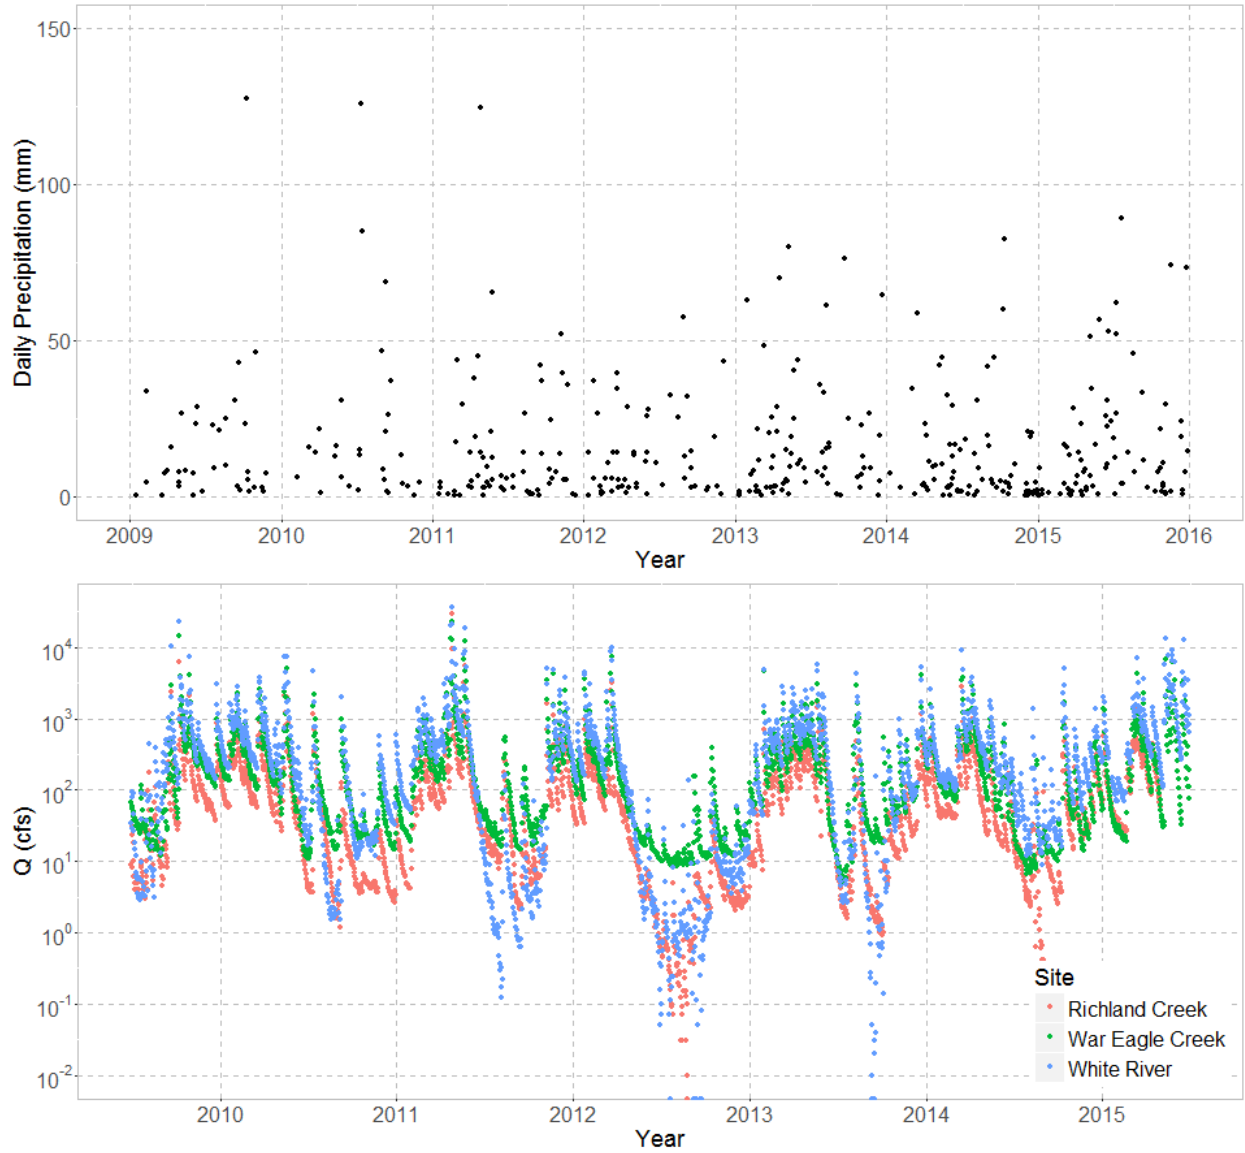 150
100
50
0
Daily Precipitation (mm)
2009 2010 2011 2012 2013 2014 2015 2016
Year
10^4
10^3
10^2
10^1
10^0
10^-1
10^-2
Q (cfs)
Site
Richland Creek
War Eagle Creek
White River
2010 2011 2012 2013 2014 2015
Year